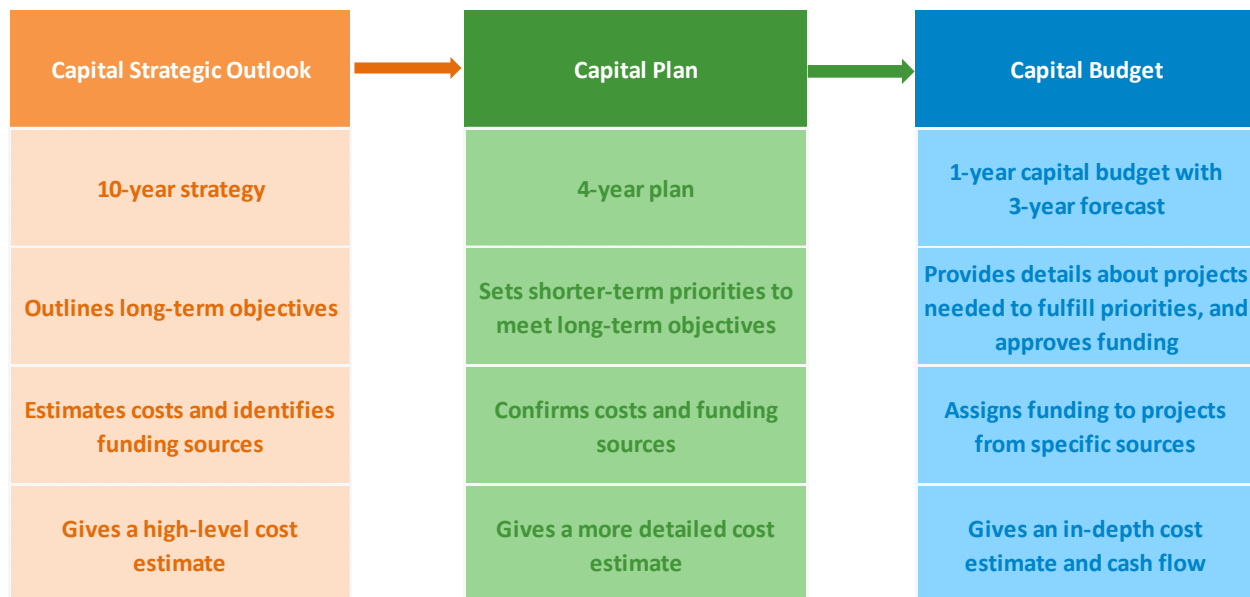 Capital Strategic Outlook
Capital Plan
Capital Budget
10-year strategy
4-year plan
1-year capital budget with
3-year forecast
Outlines long-term objectives
Sets shorter-term priorities to
meet long-term objectives
Provides details about projects
needed to fulfill priorities, and
approves funding
Estimates costs and identifies
funding sources
Confirms costs and funding
sources
Assigns funding to projects
from specific sources
Gives a high-level cost
estimate
Gives a more detailed cost
estimate
Gives an in-depth cost
estimate and cash flow